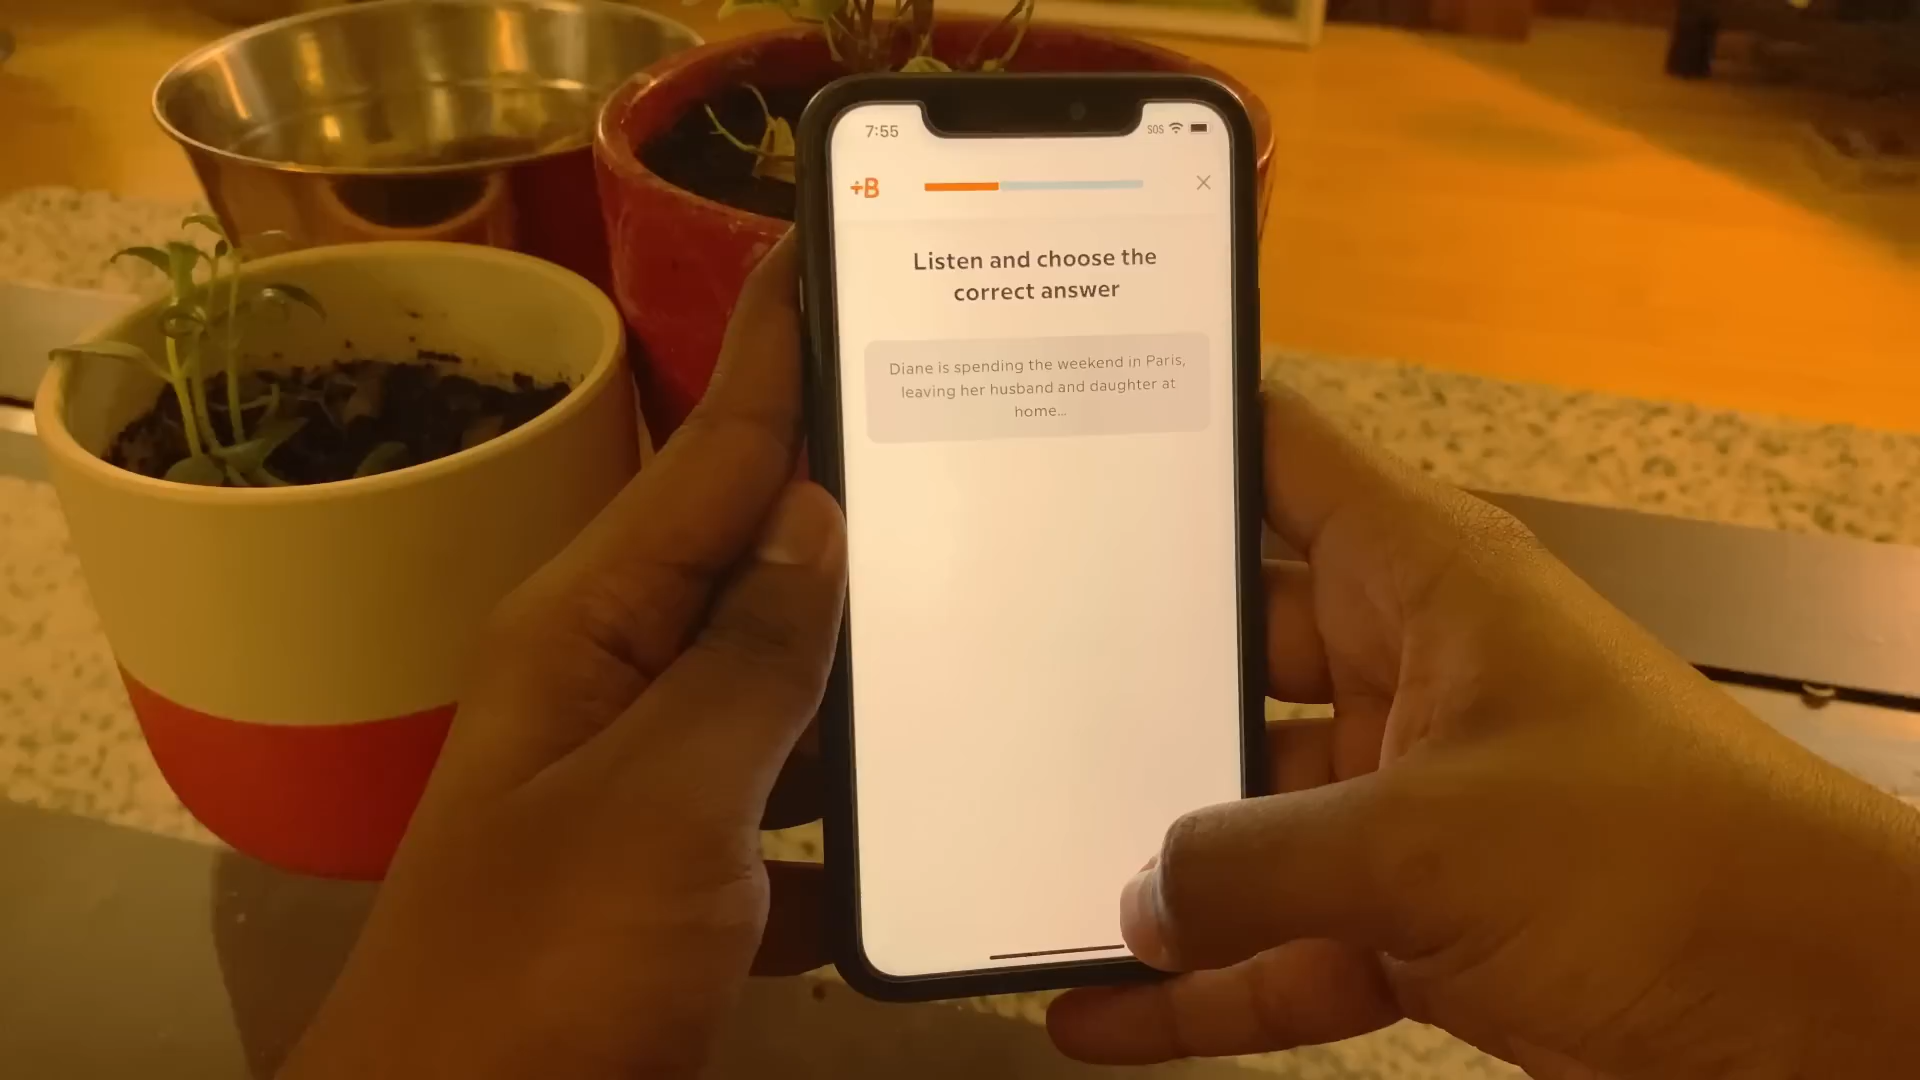 7:55
SOS
+B
Listen and choose the
correct answer
Diane is spending the weekend in Paris,
leaving her husband and daughter at
home...